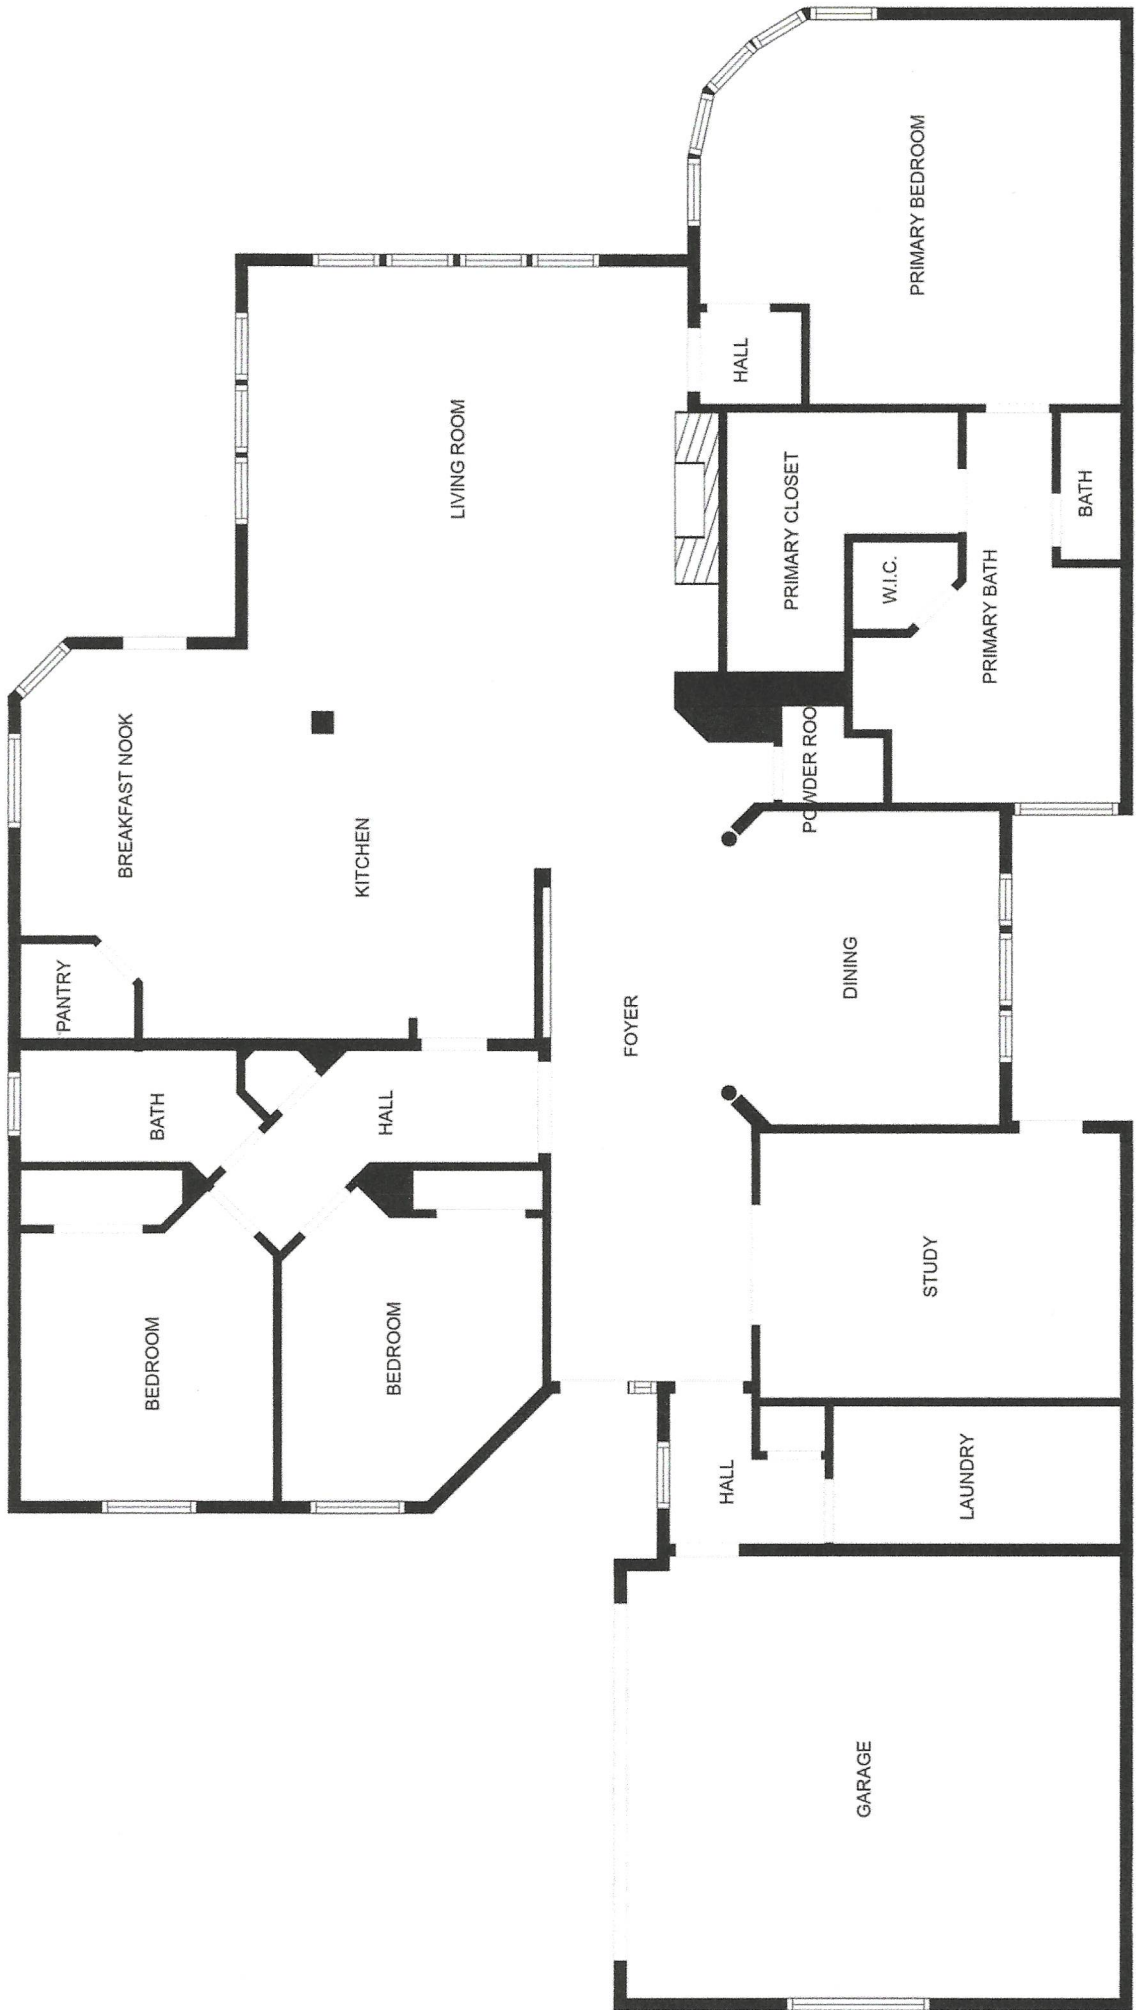 PRIMARY BEDROOM
HALL
LIVING ROOM
PRIMARY CLOSET
BATH
W.I.C.
PRIMARY BATH
BREAKFAST NOOK
POWDER ROO
KITCHEN
DINING
PANTRY
FOYER
BATH
HALL
STUDY
BEDROOM
BEDROOM
HALL
LAUNDRY
GARAGE